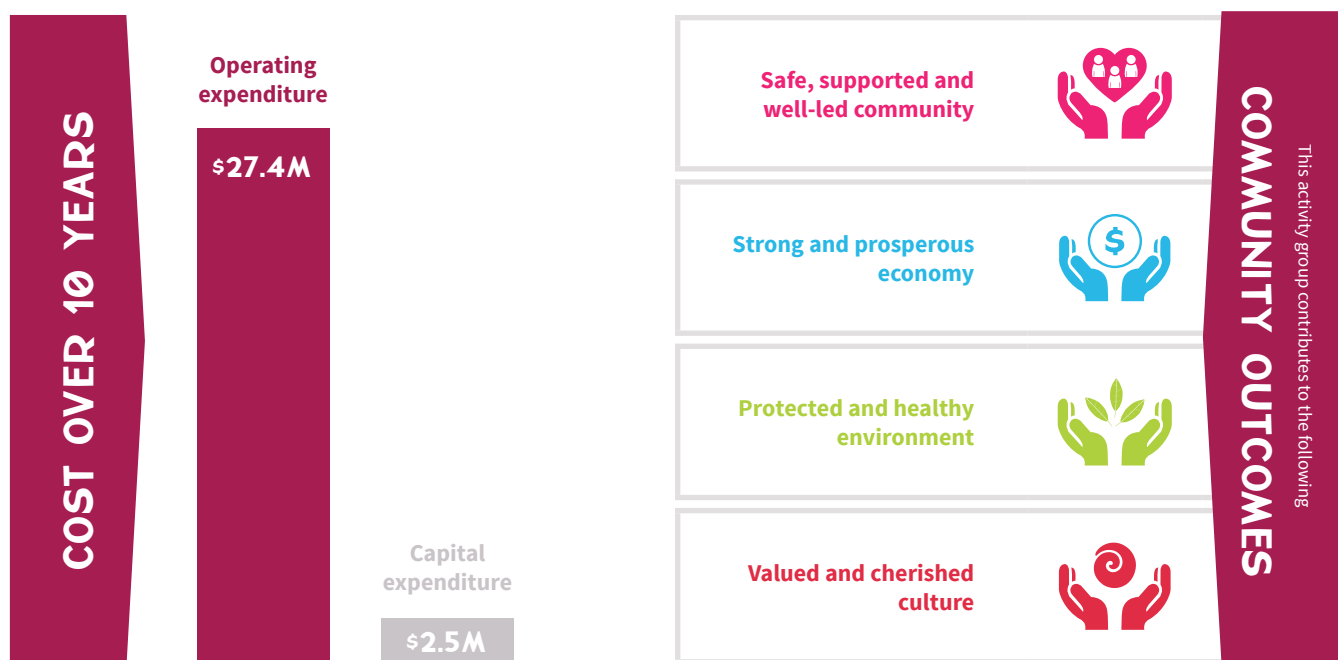 COST OVER 10 YEARS
Operating
expenditure
$27.4M
Capital
expenditure
$2.5M
Safe, supported and
well-led community
Strong and prosperous
economy
$
Protected and healthy
environment
Valued and cherished
culture
This activity group contributes to the following
COMMUNITY OUTCOMES